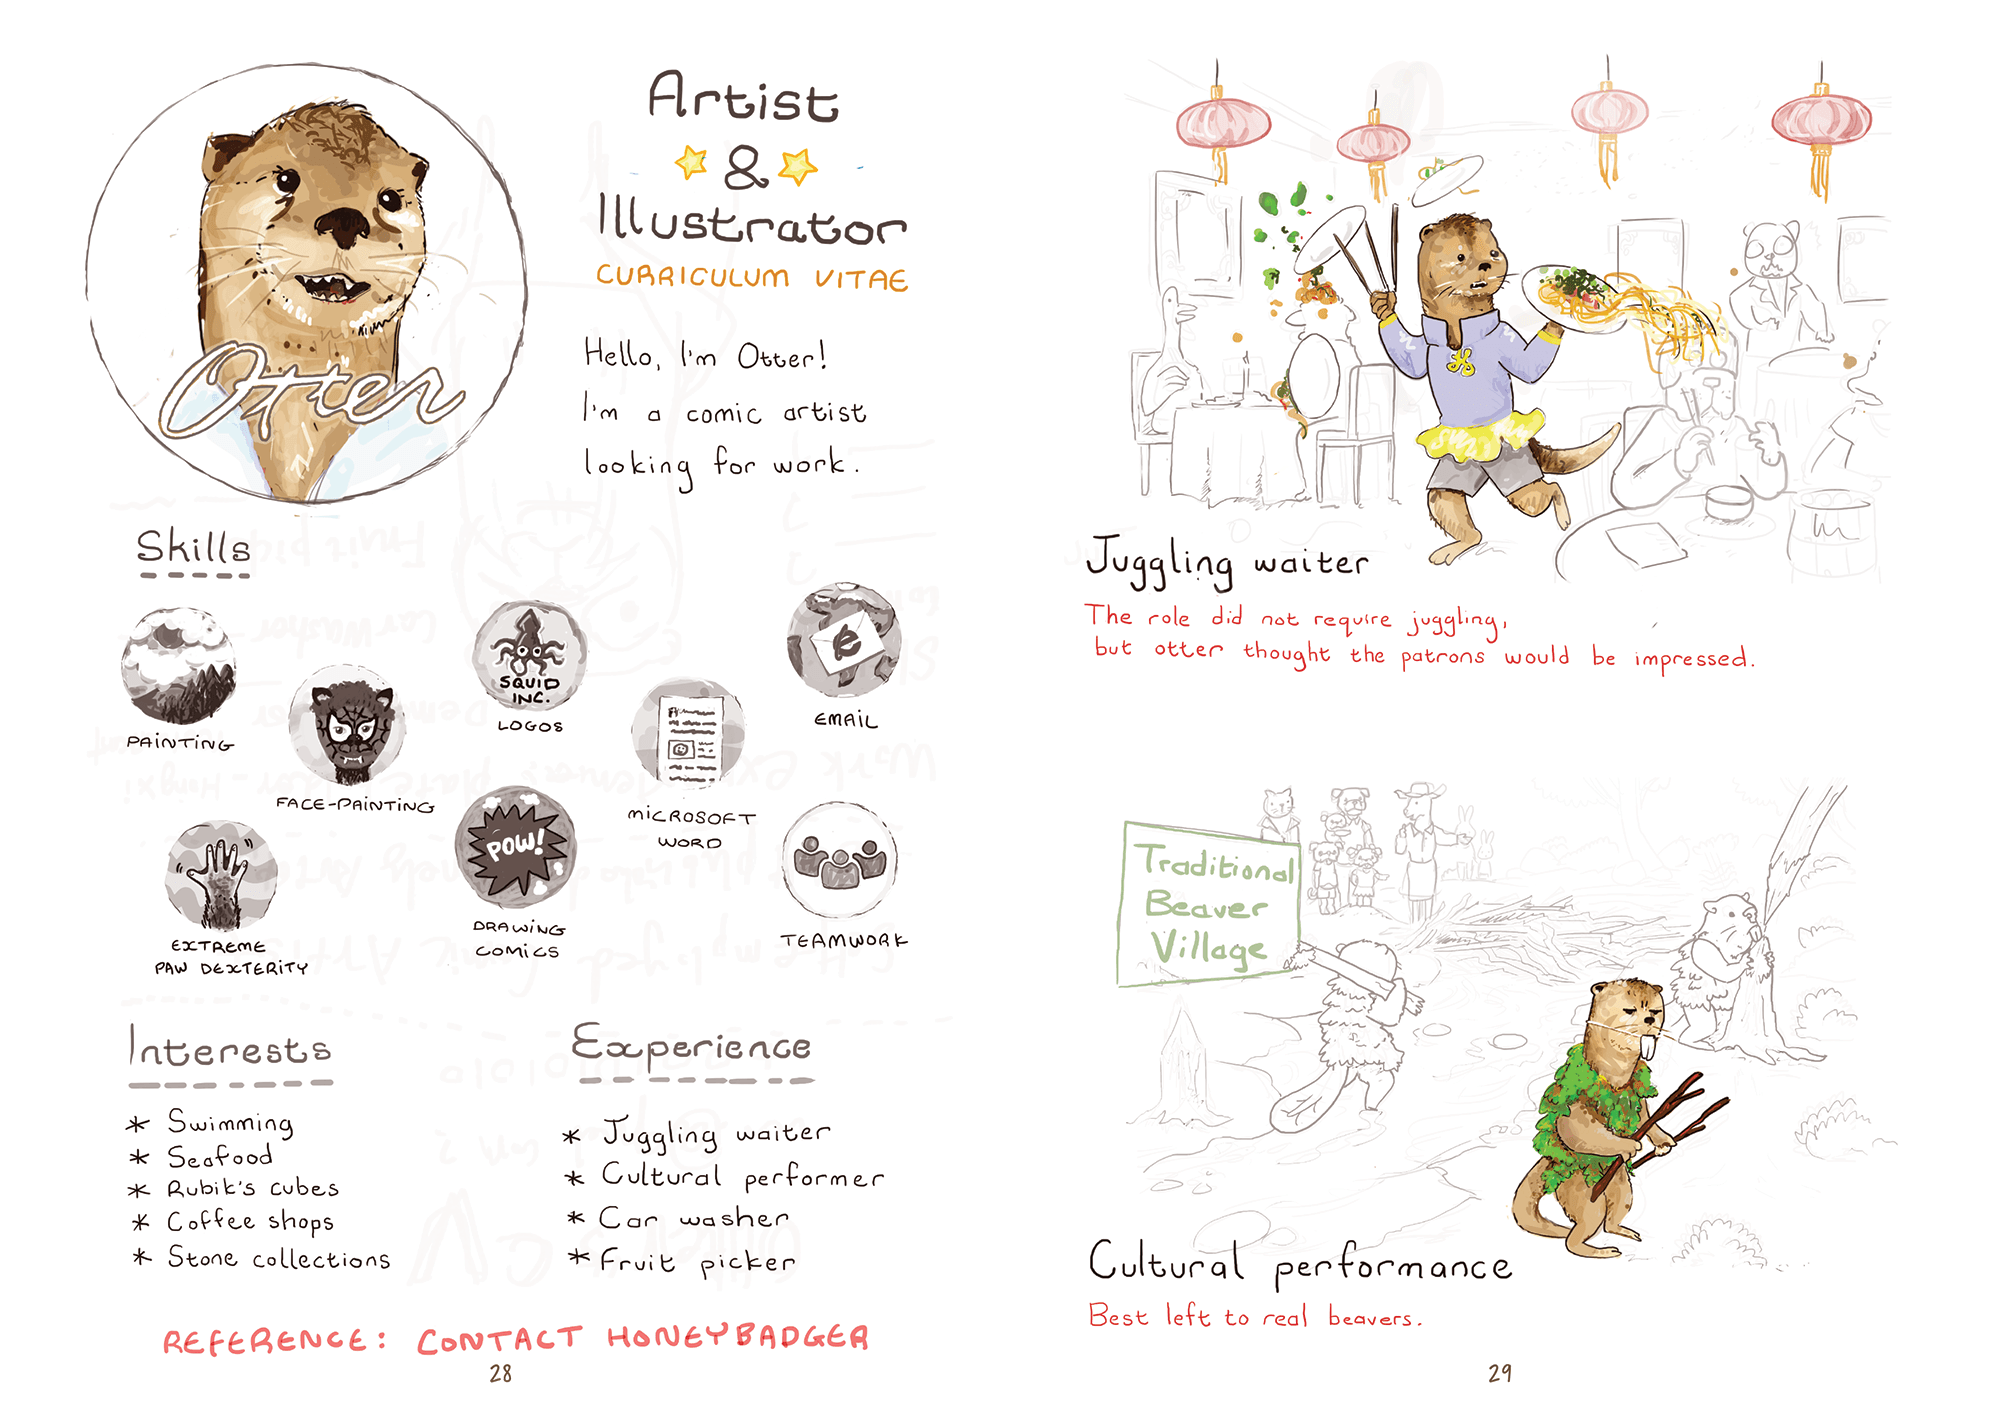 Artist
&
Illustrator
CURRICULUM VITAE
Otter
Hello, I'm Otter!
I'm a comic artist
looking for work.
Skills
PAINTING
FACE-PAINTING
SQUID
INC.
LOGOS
MICROSOFT
WORD
e
EMAIL
EXTREME
PAW DEXTERITY
POW!
DRAWING
COMICS
TEAMWORK
Interests
* Swimming
* Seafood
* Rubik's cubes
* Coffee shops
* Stone collections
Experience
* Juggling waiter
* Cultural performer
* Car washer
* Fruit picker
REFERENCE: CONTACT HONEYBADGER
28
Juggling waiter
The role did not require juggling,
but otter thought the patrons would be impressed.
Traditional
Beaver
Village
Cultural performance
Best left to real beavers.
29